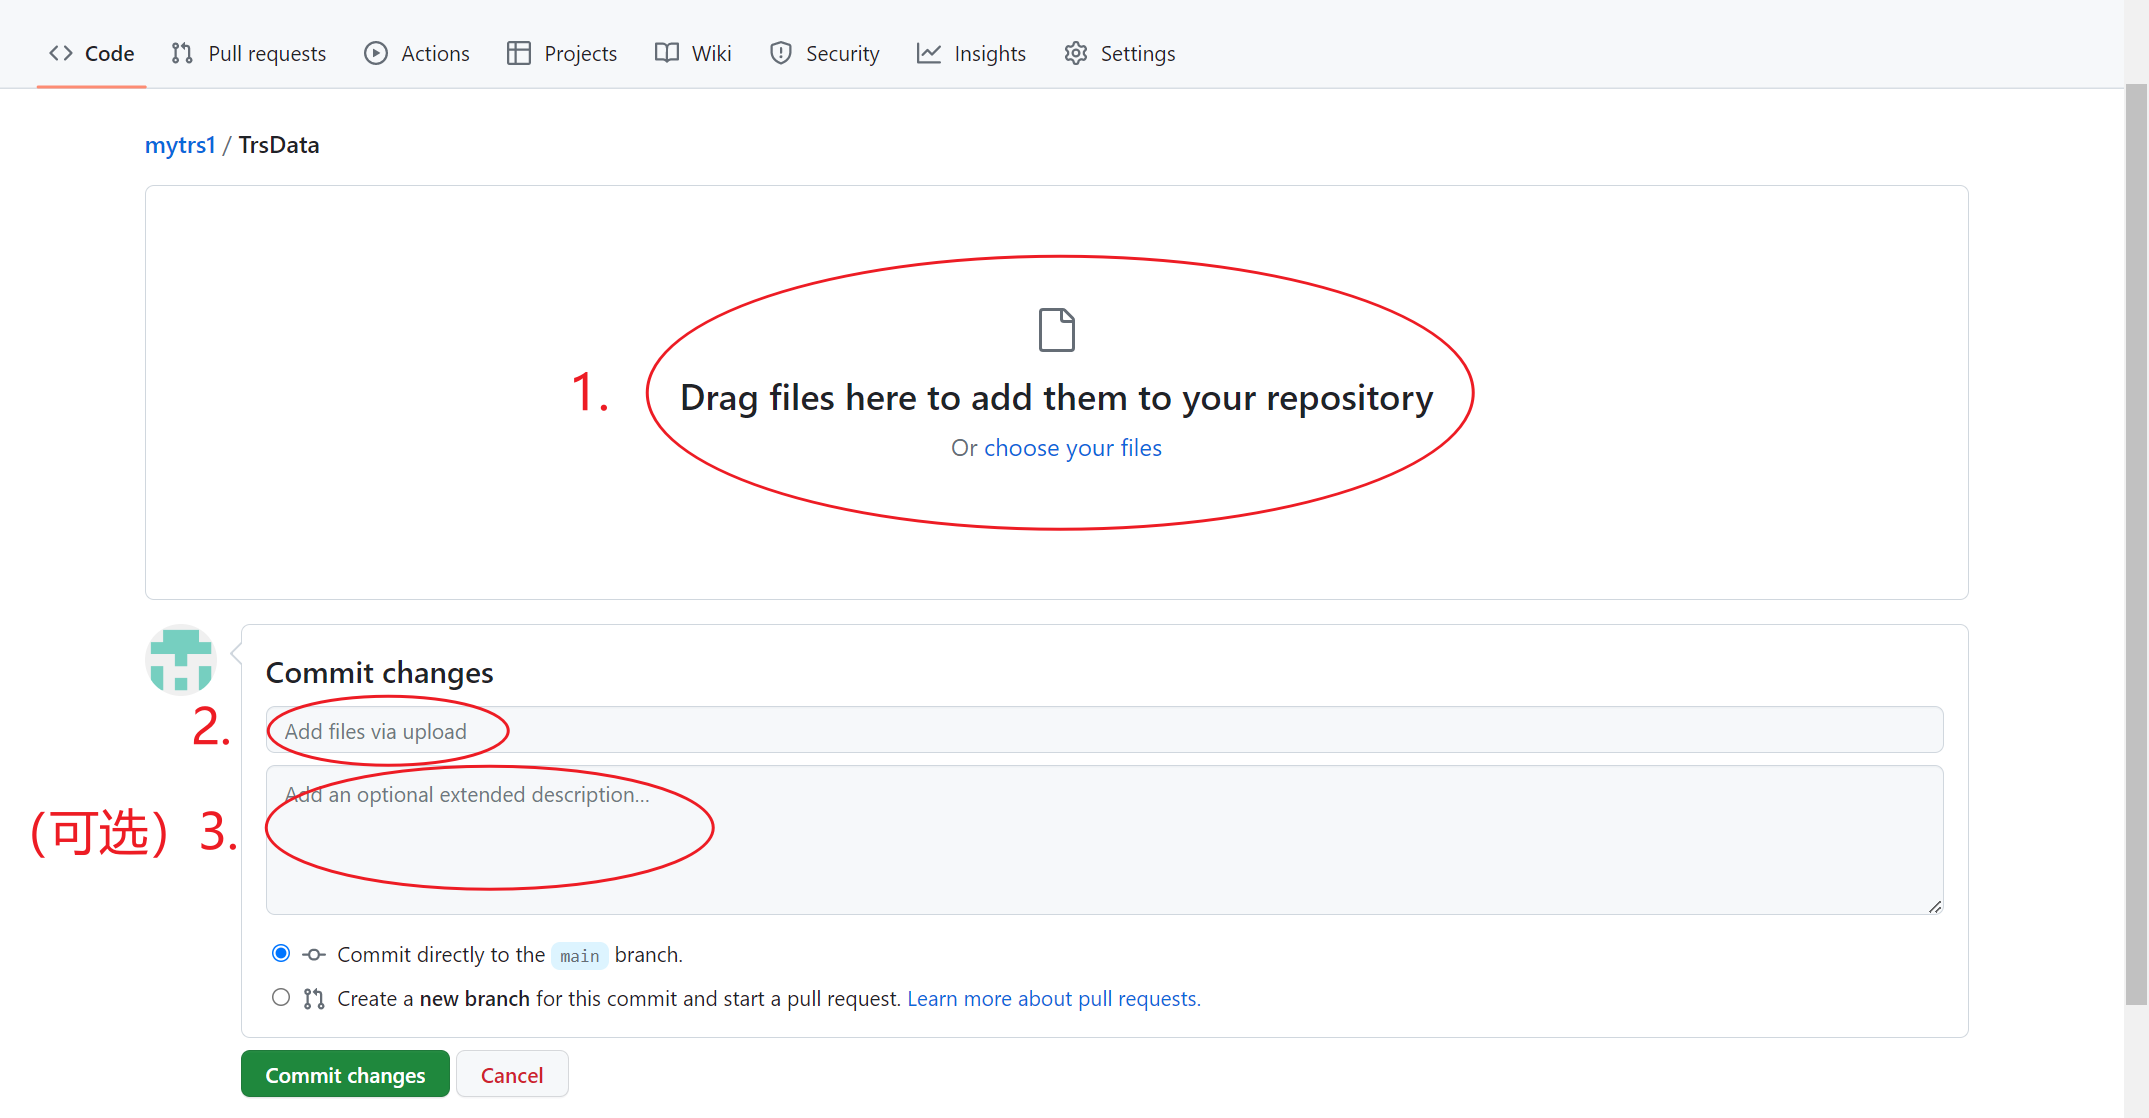 Code Pull requests Actions Projects Wiki Security Insights Settings
mytrs1 / TrsData
1. Drag files here to add them to your repository
Or choose your files
Commit changes
2. Add files via upload
Add an optional extended description...
（可选）3.
Commit directly to the main branch.
Create a new branch for this commit and start a pull request. Learn more about pull requests.
Commit changes Cancel